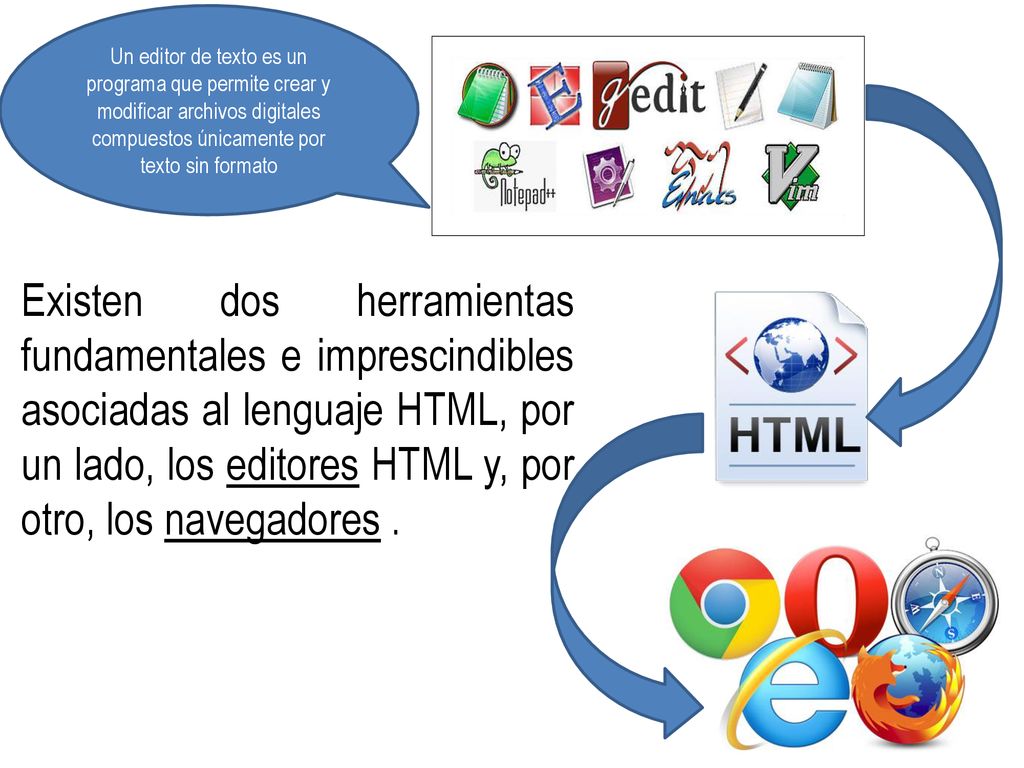 Un editor de texto es un
programa que permite crear y
modificar archivos digitales
compuestos únicamente por
texto sin formato
E gedit
Notepad++ Emacs Vim
Existen dos herramientas
fundamentales e imprescindibles
asociadas al lenguaje HTML, por
un lado, los editores HTML y, por
otro, los navegadores .
< >
HTML
N
W E
S